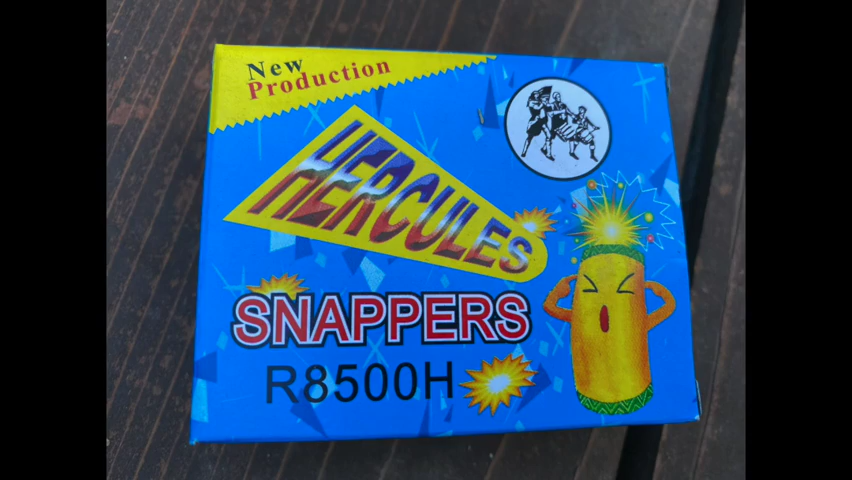 New
Production
HERCULES
SNAPPERS
R8500H